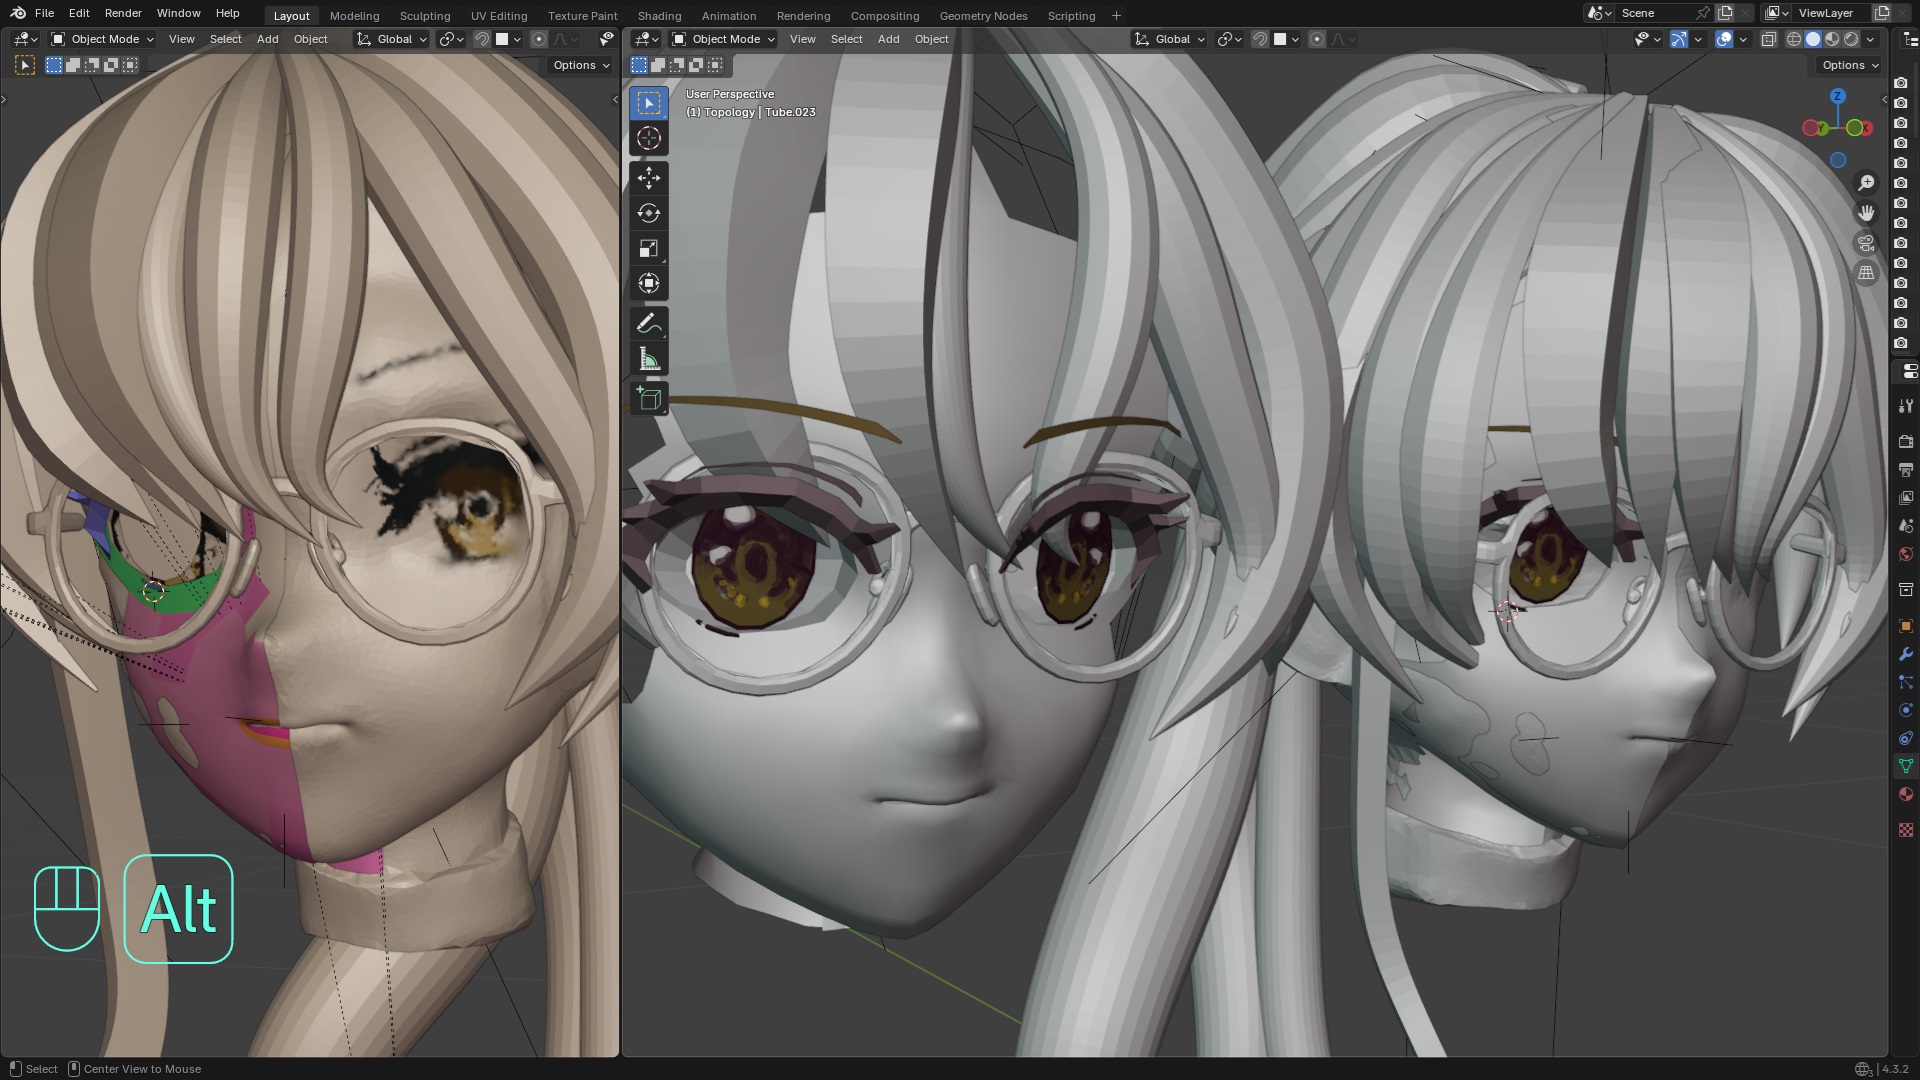 File Edit Render Window Help Layout Modeling Sculpting UV Editing Texture Paint Shading Animation Rendering Compositing Geometry Nodes Scripting + Scene ViewLayer
Object Mode View Select Add Object Global
Object Mode View Select Add Object Global
Options
Options
User Perspective
(1) Topology | Tube.023
Z
Y
X
Alt
Select Center View to Mouse 3 4.3.2